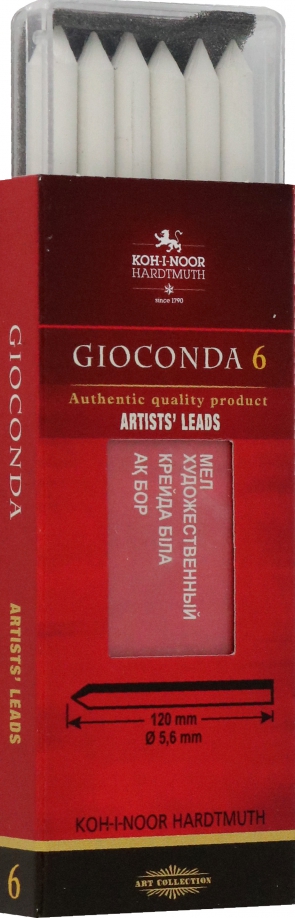 KOH-I-NOOR
HARDTMUTH
since 1790
GIOCONDA 6
Authentic quality product
ARTISTS' LEADS
МЕЛ
ХУДОЖЕСТВЕННЫЙ
КРЕЙДА БІЛА
АК БОР
120 mm
Ø 5,6 mm
KOH-I-NOOR HARDTMUTH
ART COLLECTION
GIOCONDA
ARTISTS' LEADS
6